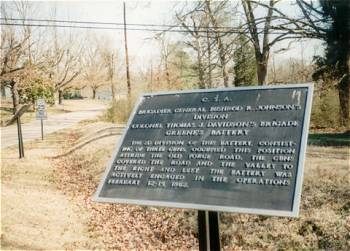 C. S. A.
BRIGADIER GENERAL BUSHROD R. JOHNSON'S
DIVISION
COLONEL THOMAS J. DAVIDSON'S BRIGADE
GREENE'S BATTERY
THE 2D DIVISION OF THIS BATTERY, CONSIST-
ING OF THREE GUNS, OCCUPIED THIS POSITION
ASTRIDE THE OLD FORGE ROAD. THE GUNS
COVERED THE ROAD AND THE VALLEY TO
THE RIGHT AND LEFT. THE BATTERY WAS
ACTIVELY ENGAGED IN THE OPERATIONS
FEBRUARY 12-15, 1862.